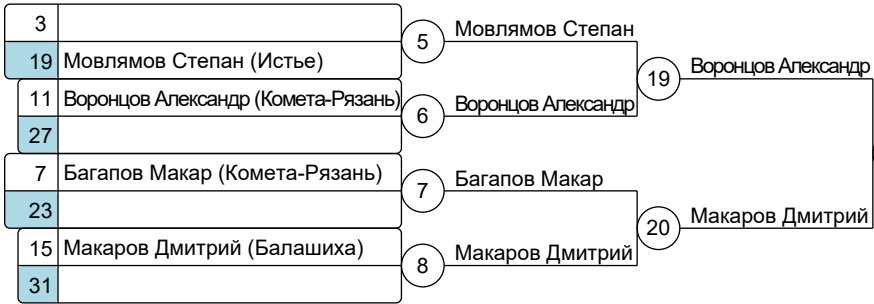 3
19 Мовлямов Степан (Истье)
5 Мовлямов Степан
11 Воронцов Александр (Комета-Рязань)
27
6 Воронцов Александр
19 Воронцов Александр
7 Багапов Макар (Комета-Рязань)
23
7 Багапов Макар
15 Макаров Дмитрий (Балашиха)
31
8 Макаров Дмитрий
20 Макаров Дмитрий